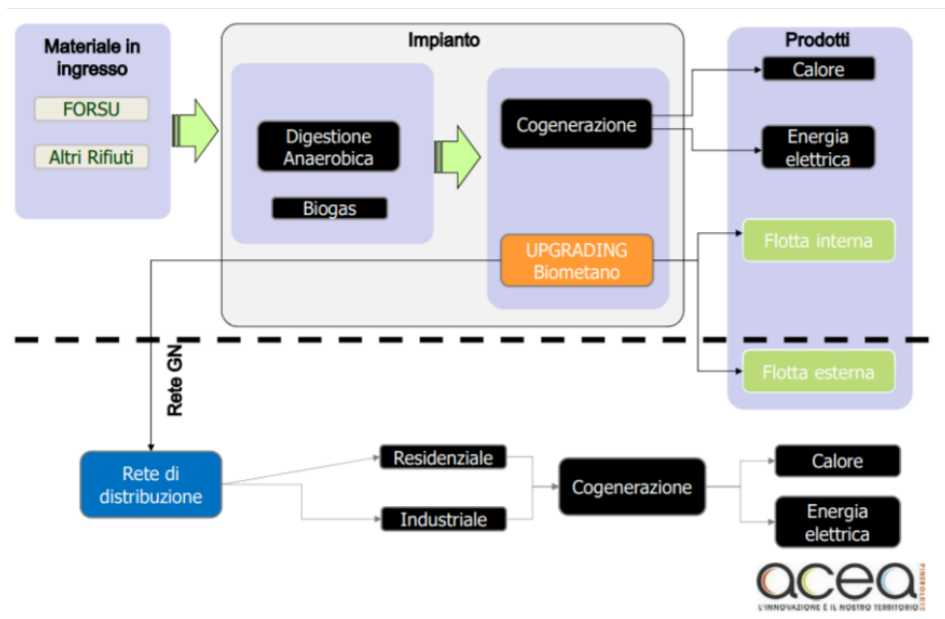 Materiale in
ingresso
FORSU
Altri Rifiuti
Impianto
Digestione
Anaerobica
Biogas
Cogenerazione
UPGRADING
Biometano
Prodotti
Calore
Energia
elettrica
Flotta interna
Flotta esterna
Rete GN
Rete di
distribuzione
Residenziale
Industriale
Cogenerazione
Calore
Energia
elettrica
acea
PINEROLESE
L'INNOVAZIONE È IL NOSTRO TERRITORIO